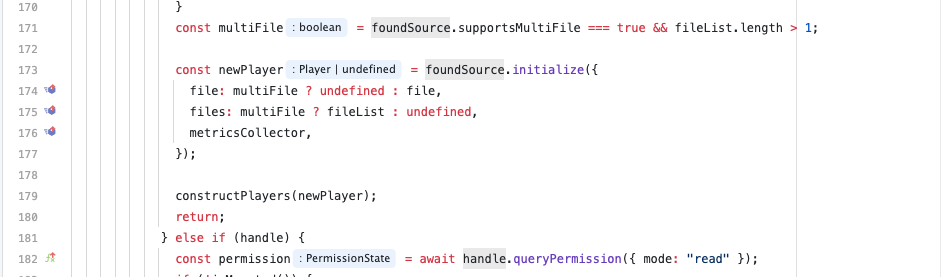 170 }
171 const multiFile : boolean = foundSource.supportsMultiFile === true && fileList.length > 1;
172
173 const newPlayer : Player | undefined = foundSource.initialize({
174 file: multiFile ? undefined : file,
175 files: multiFile ? fileList : undefined,
176 metricsCollector,
177 });
178
179 constructPlayers(newPlayer);
180 return;
181 } else if (handle) {
182 const permission : PermissionState = await handle.queryPermission({ mode: "read" });